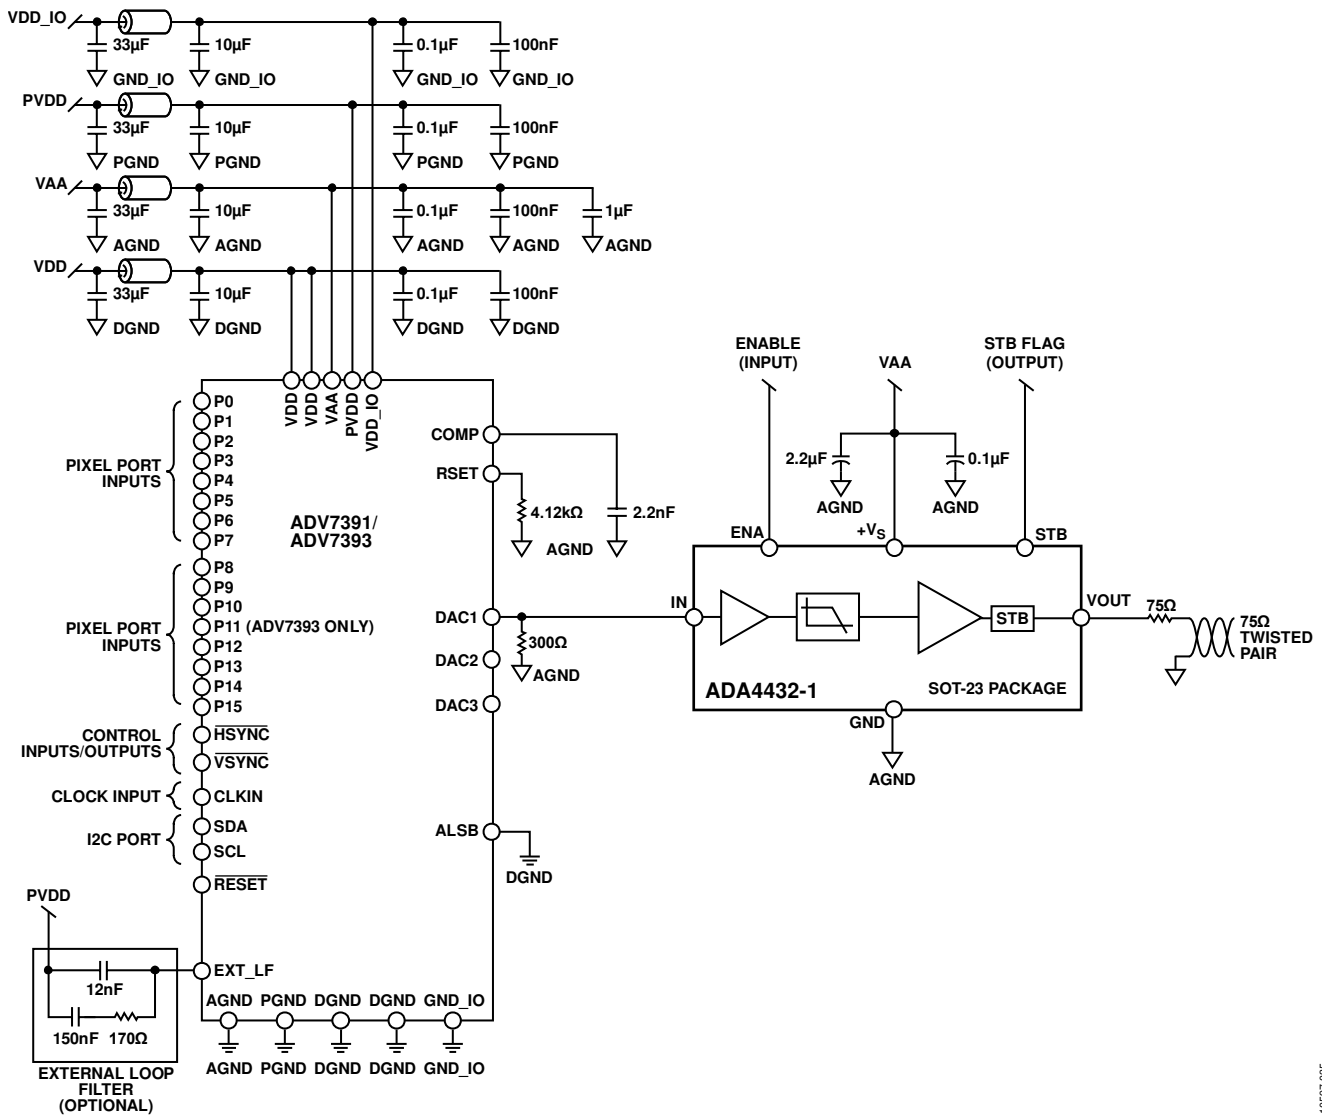 VDD_IO
33µF
10µF
0.1µF
100nF
GND_IO
GND_IO
GND_IO
GND_IO
PVDD
33µF
10µF
0.1µF
100nF
PGND
PGND
PGND
PGND
VAA
33µF
10µF
0.1µF
100nF
1µF
AGND
AGND
AGND
AGND
AGND
VDD
33µF
10µF
0.1µF
100nF
DGND
DGND
DGND
DGND
VDD
VDD
VAA
PVDD
VDD_IO
PIXEL PORT
INPUTS
P0
P1
P2
P3
P4
P5
P6
P7
ADV7391/
ADV7393
PIXEL PORT
INPUTS
P8
P9
P10
P11 (ADV7393 ONLY)
P12
P13
P14
P15
CONTROL
INPUTS/OUTPUTS
HSYNC
VSYNC
CLOCK INPUT
CLKIN
I2C PORT
SDA
SCL
RESET
PVDD
EXT_LF
12nF
150nF
170Ω
EXTERNAL LOOP
FILTER
(OPTIONAL)
AGND
PGND
DGND
DGND
GND_IO
AGND
PGND
DGND
DGND
GND_IO
COMP
RSET
4.12kΩ
2.2nF
AGND
DAC1
300Ω
AGND
DAC2
DAC3
ALSB
DGND
ENABLE
(INPUT)
VAA
STB FLAG
(OUTPUT)
2.2µF
0.1µF
AGND
AGND
ENA
+VS
STB
IN
STB
VOUT
75Ω
75Ω
TWISTED
PAIR
ADA4432-1
SOT-23 PACKAGE
GND
AGND